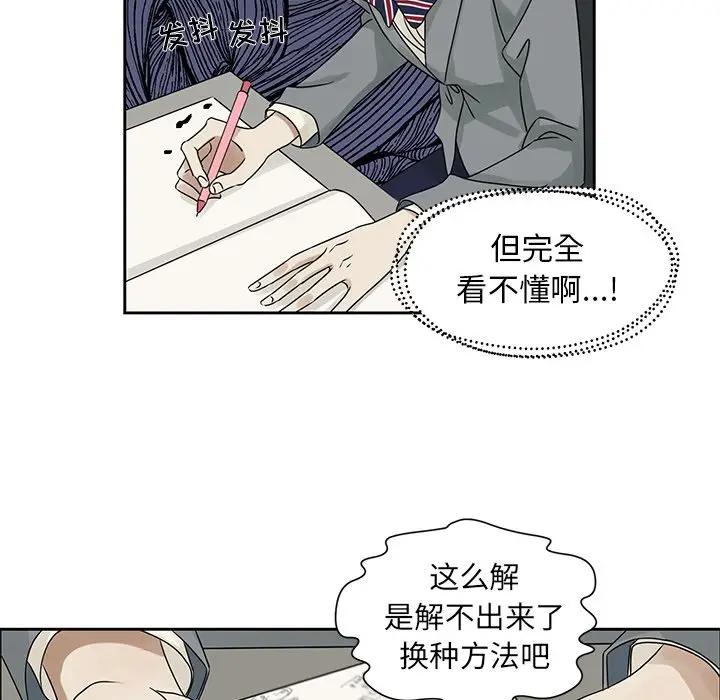 发抖 发抖
但完全
看不懂啊...!
这么解
是解不出来了
换种方法吧